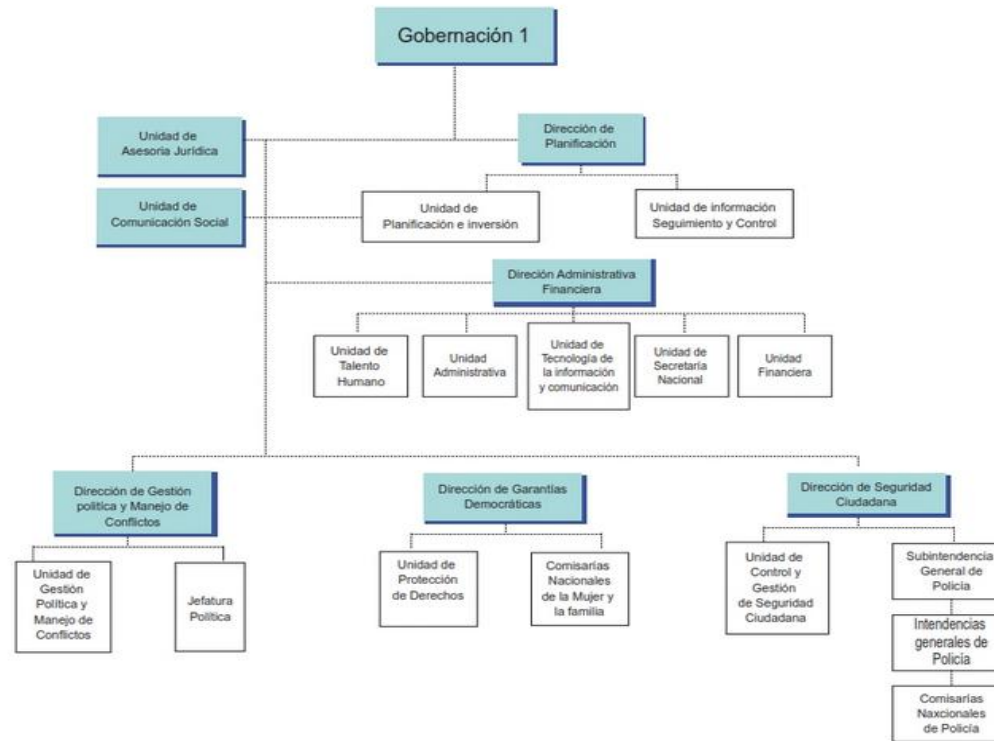 Gobernación 1
Unidad de
Asesoria Jurídica
Dirección de
Planificación
Unidad de
Comunicación Social
Unidad de
Planificación e inversión
Unidad de información
Seguimiento y Control
Direción Administrativa
Financiera
Unidad de
Talento
Humano
Unidad
Administrativa
Unidad de
Tecnología de
la información
y comunicación
Unidad de
Secretaría
Nacional
Unidad
Financiera
Dirección de Gestión
política y Manejo de
Conflictos
Dirección de Garantías
Democráticas
Dirección de Seguridad
Ciudadana
Unidad de
Gestión
Política y
Manejo de
Conflictos
Jefatura
Política
Unidad de
Protección
de Derechos
Comisarías
Nacionales
de la Mujer y
la familia
Unidad de
Control y
Gestión
de Seguridad
Ciudadana
Subintendencia
General de
Policía
Intendencias
generales de
Policía
Comisarías
Naxcionales
de Policía